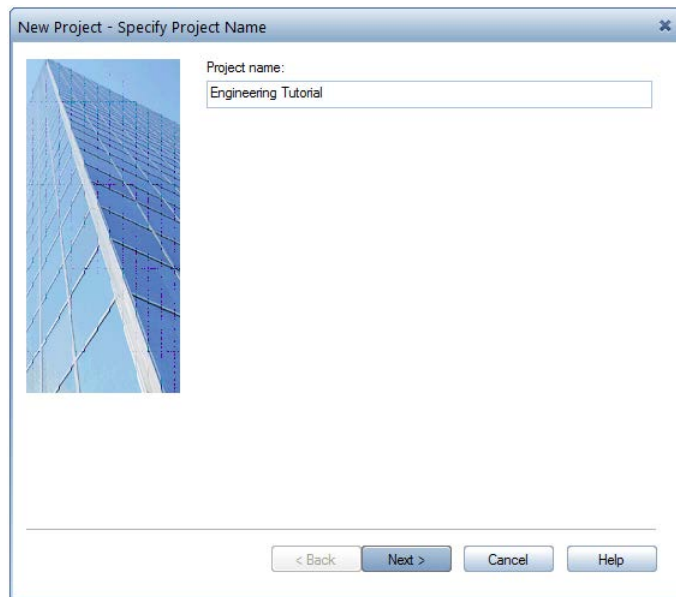 New Project - Specify Project Name
Project name:
Engineering Tutorial
< Back
Next >
Cancel
Help